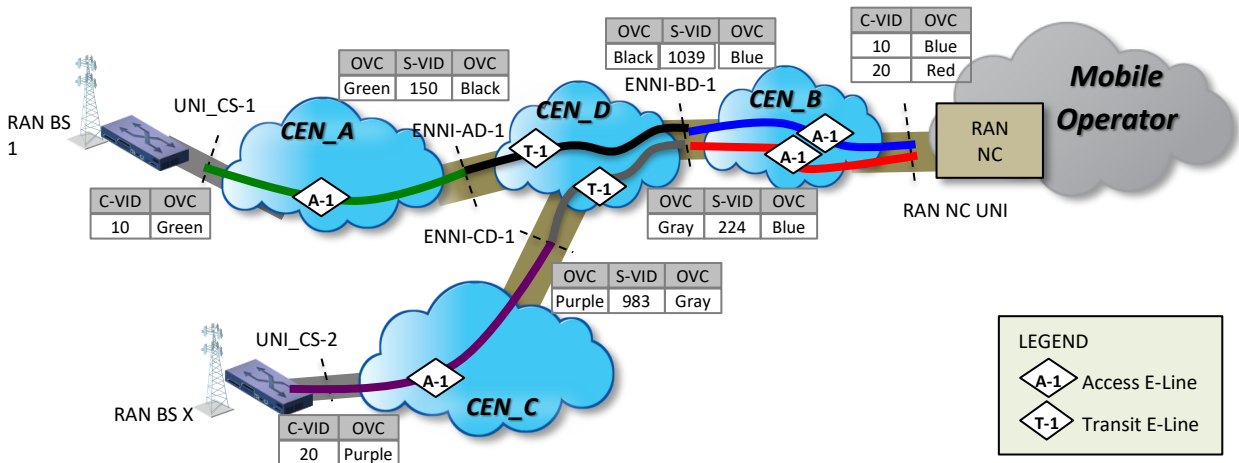 OVC S-VID OVC
Black 1039 Blue
C-VID OVC
10 Blue
20 Red
OVC S-VID OVC
Green 150 Black
ENNI-BD-1
Mobile
Operator
UNI_CS-1
CEN_A
CEN_D
CEN_B
RAN BS
1
ENNI-AD-1
T-1
A-1
A-1
RAN
NC
A-1
T-1
RAN NC UNI
C-VID OVC
10 Green
ENNI-CD-1
OVC S-VID OVC
Gray 224 Blue
OVC S-VID OVC
Purple 983 Gray
UNI_CS-2
A-1
CEN_C
RAN BS X
C-VID OVC
20 Purple
LEGEND
A-1 Access E-Line
T-1 Transit E-Line